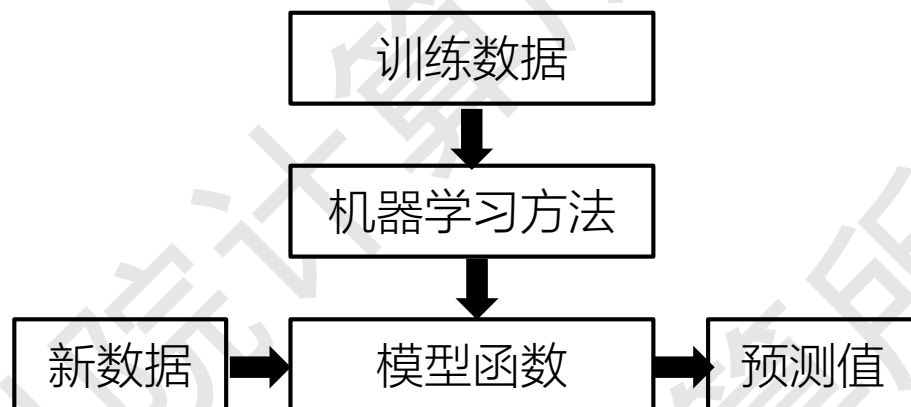 训练数据
机器学习方法
新数据
模型函数
预测值